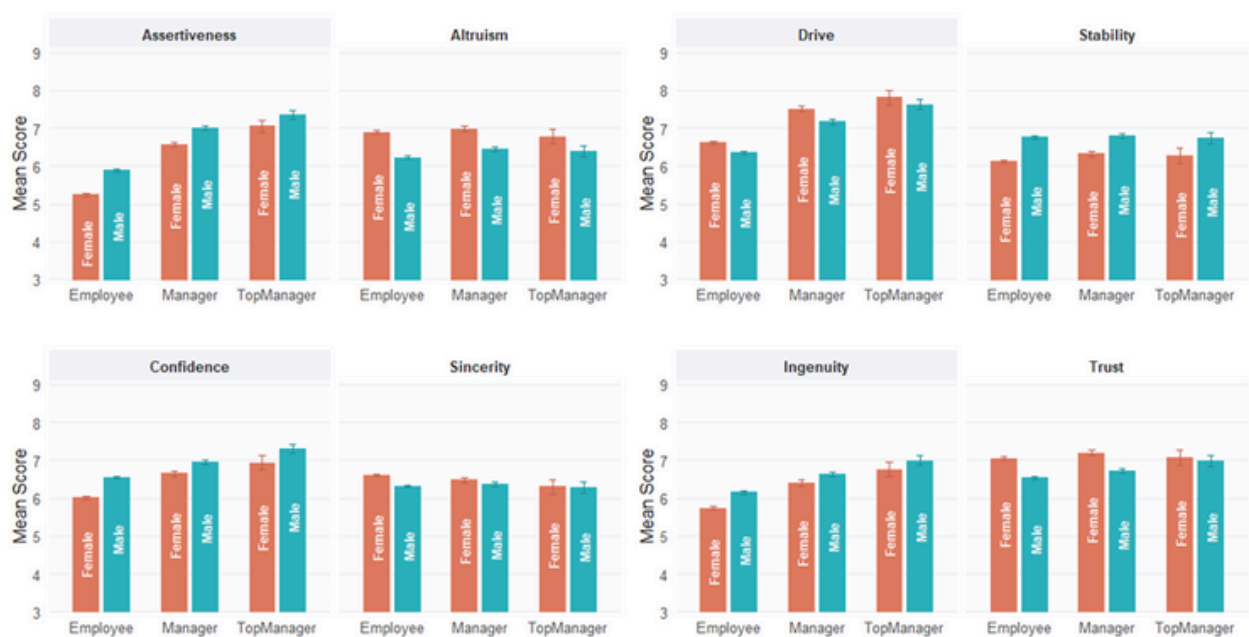 Assertiveness Altruism Drive Stability
9 9
8 8
7 7
6 6
5 5
4 4
3 3
Mean Score Mean Score
Female Male Female Male Female Male Female Male Female Male Female Male Female Male Female Male Female Male Female Male Female Male Female Male
Employee Manager TopManager Employee Manager TopManager Employee Manager TopManager Employee Manager TopManager
Confidence Sincerity Ingenuity Trust
9 9
8 8
7 7
6 6
5 5
4 4
3 3
Mean Score Mean Score
Female Male Female Male Female Male Female Male Female Male Female Male Female Male Female Male Female Male Female Male Female Male Female Male
Employee Manager TopManager Employee Manager TopManager Employee Manager TopManager Employee Manager TopManager